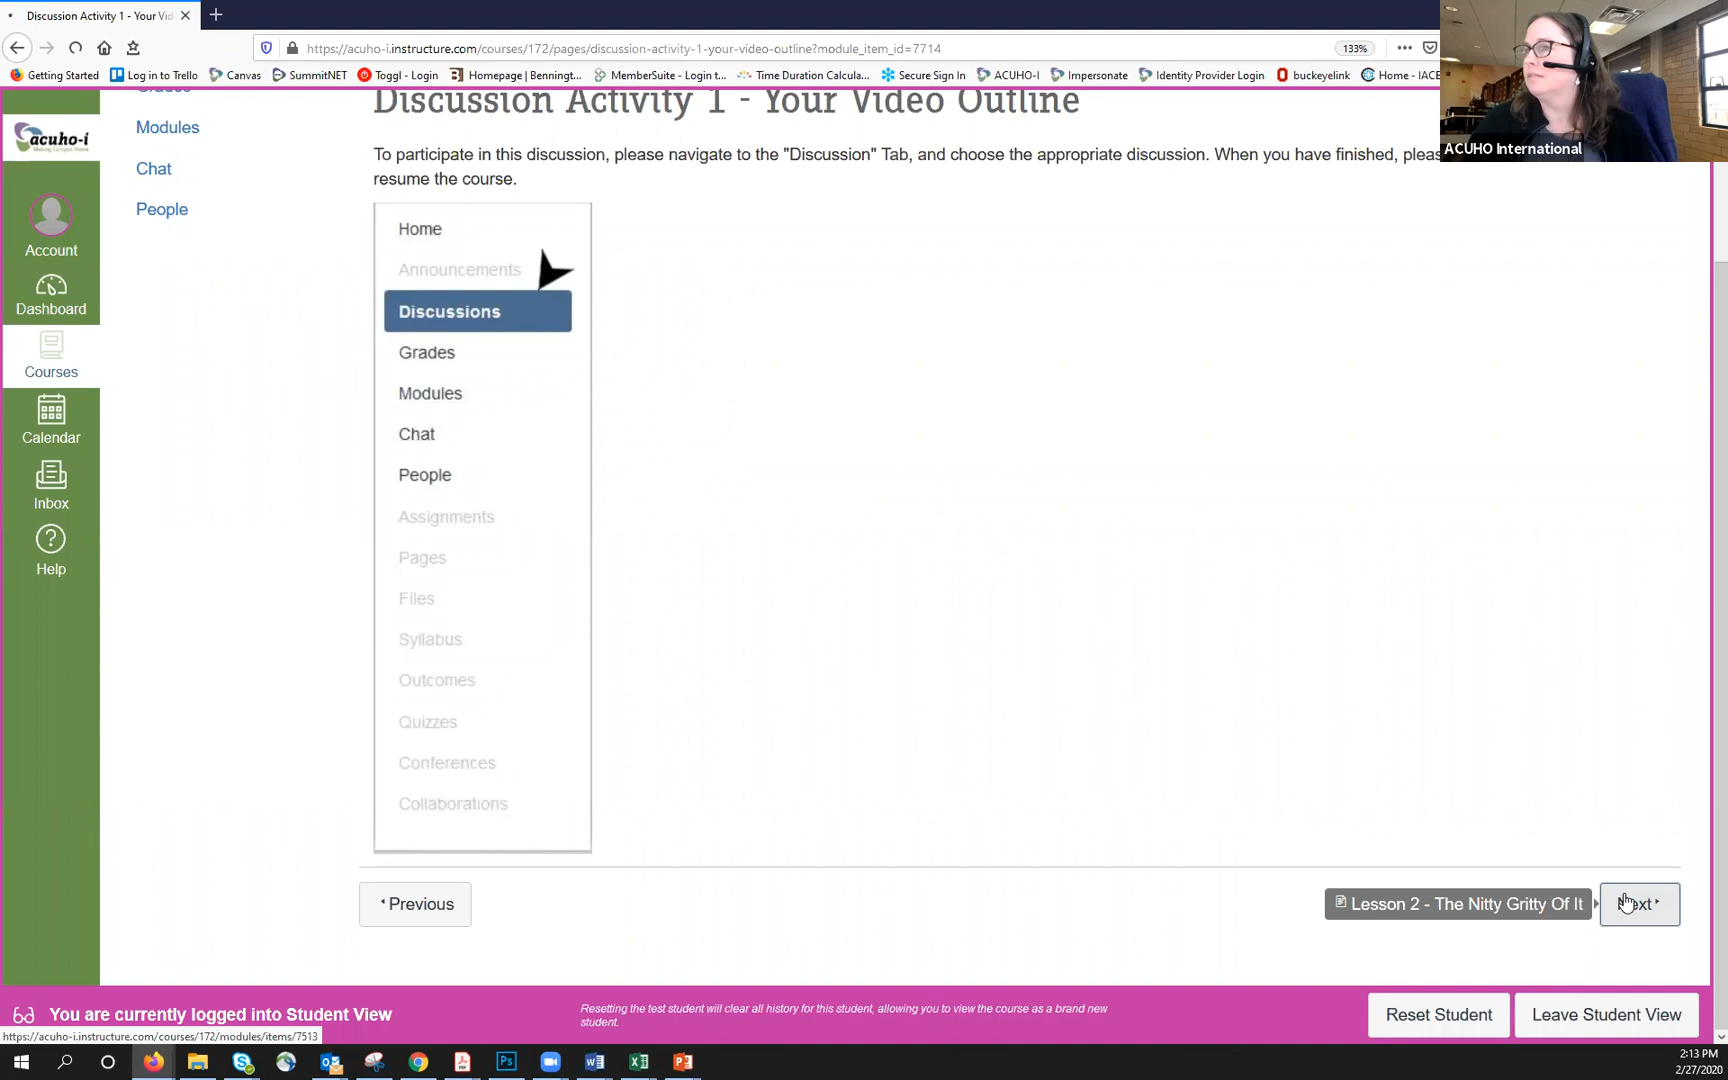 Discussion Activity 1 - Your Vid
https://acuho-i.instructure.com/courses/172/pages/discussion-activity-1-your-video-outline?module_item_id=7714
133%
Getting Started
Log in to Trello
Canvas
SummitNET
Toggl - Login
Homepage | Benningt...
MemberSuite - Login t...
Time Duration Calcula...
Secure Sign In
ACUHO-I
Impersonate
Identity Provider Login
buckeyelink
Home - IACE
ACUHO International
acuho-i
Account
Dashboard
Courses
Calendar
Inbox
Help
Grades
Modules
Chat
People
Discussion Activity 1 - Your Video Outline
To participate in this discussion, please navigate to the "Discussion" Tab, and choose the appropriate discussion. When you have finished, plea
resume the course.
Home
Announcements
Discussions
Grades
Modules
Chat
People
Assignments
Pages
Files
Syllabus
Outcomes
Quizzes
Conferences
Collaborations
Previous
Lesson 2 - The Nitty Gritty Of It
Next
You are currently logged into Student View
Resetting the test student will clear all history for this student, allowing you to view the course as a brand new
student.
Reset Student
Leave Student View
https://acuho-i.instructure.com/courses/172/modules/items/7513
2:13 PM
2/27/2020